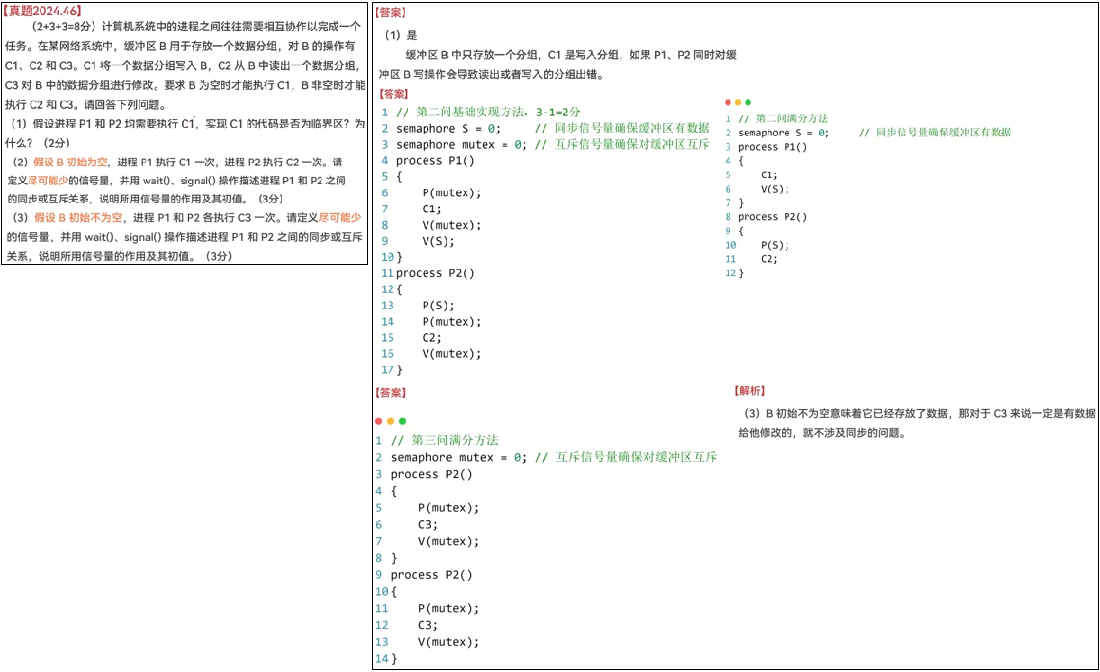 【真题2024.46】
（2+3+3=8分）计算机系统中的进程之间往往需要相互协作以完成一个
任务。在某网络系统中，缓冲区 B 用于存放一个数据分组，对 B 的操作有
C1、C2 和 C3。C1 将一个数据分组写入 B，C2 从 B 中读出一个数据分组，
C3 对 B 中的数据分组进行修改。要求 B 为空时才能执行 C1，B 非空时才能
执行 C2 和 C3。请回答下列问题。
（1）假设进程 P1 和 P2 均需要执行 C1，实现 C1 的代码是否为临界区？为
什么？（2分）
（2）假设 B 初始为空，进程 P1 执行 C1 一次，进程 P2 执行 C2 一次。请
定义尽可能少的信号量，并用 wait()、signal() 操作描述进程 P1 和 P2 之间
的同步或互斥关系，说明所用信号量的作用及其初值。（3分）
（3）假设 B 初始不为空，进程 P1 和 P2 各执行 C3 一次。请定义尽可能少
的信号量，并用 wait()、signal() 操作描述进程 P1 和 P2 之间的同步或互斥
关系，说明所用信号量的作用及其初值。（3分）
【答案】
（1）是
缓冲区 B 中只存放一个分组，C1 是写入分组，如果 P1、P2 同时对缓
冲区 B 写操作会导致读出或者写入的分组出错。
【答案】
1 // 第二问基础实现方法，3-1=2分
2 semaphore S = 0; // 同步信号量确保缓冲区有数据
3 semaphore mutex = 0; // 互斥信号量确保对缓冲区互斥
4 process P1()
5 {
6 P(mutex);
7 C1;
8 V(mutex);
9 V(S);
10 }
11 process P2()
12 {
13 P(S);
14 P(mutex);
15 C2;
16 V(mutex);
17 }
1 // 第二问满分方法
2 semaphore S = 0; // 同步信号量确保缓冲区有数据
3 process P1()
4 {
5 C1;
6 V(S);
7 }
8 process P2()
9 {
10 P(S);
11 C2;
12 }
【答案】
1 // 第三问满分方法
2 semaphore mutex = 0; // 互斥信号量确保对缓冲区互斥
3 process P2()
4 {
5 P(mutex);
6 C3;
7 V(mutex);
8 }
9 process P2()
10 {
11 P(mutex);
12 C3;
13 V(mutex);
14 }
【解析】
（3）B 初始不为空意味着它已经存放了数据，那对于 C3 来说一定是有数据
给他修改的，就不涉及同步的问题。